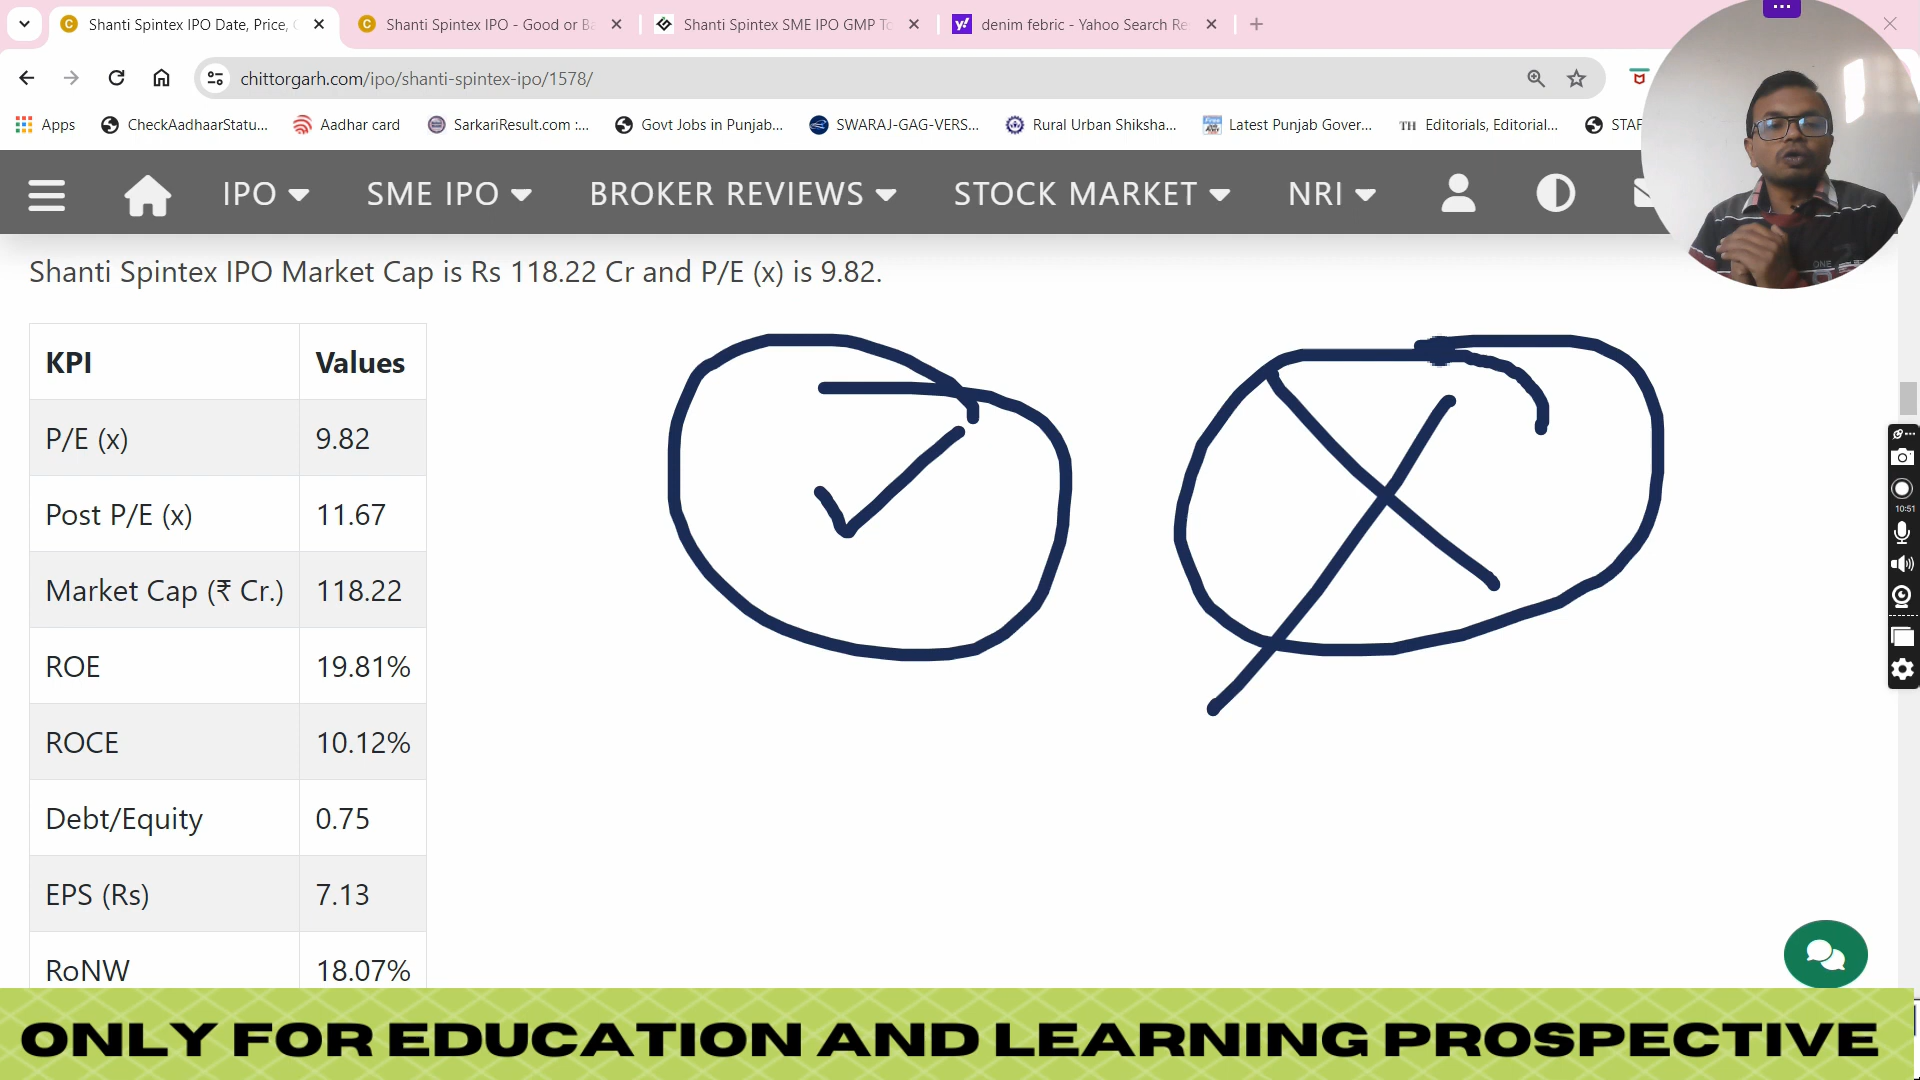 Shanti Spintex IPO Date, Price,
Shanti Spintex IPO - Good or Ba
Shanti Spintex SME IPO GMP To
denim febric - Yahoo Search Re
chittorgarh.com/ipo/shanti-spintex-ipo/1578/
Apps
CheckAadhaarStatu...
Aadhar card
SarkariResult.com :...
Govt Jobs in Punjab...
SWARAJ-GAG-VERS...
Rural Urban Shiksha...
Latest Punjab Gover...
TH Editorials, Editorial...
STAF
IPO
SME IPO
BROKER REVIEWS
STOCK MARKET
NRI
Shanti Spintex IPO Market Cap is Rs 118.22 Cr and P/E (x) is 9.82.
KPI Values
P/E (x) 9.82
Post P/E (x) 11.67
Market Cap (₹ Cr.) 118.22
ROE 19.81%
ROCE 10.12%
Debt/Equity 0.75
EPS (Rs) 7.13
RoNW 18.07%
10:51
ONLY FOR EDUCATION AND LEARNING PROSPECTIVE